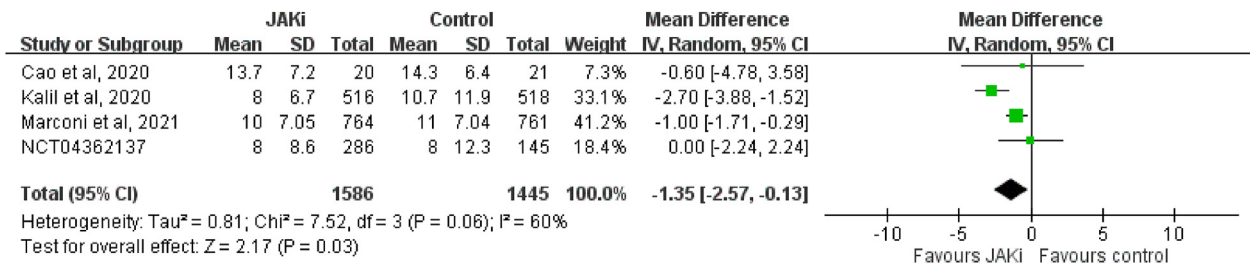 JAKi Control Mean Difference Mean Difference
Study or Subgroup Mean SD Total Mean SD Total Weight IV, Random, 95% CI IV, Random, 95% CI
Cao et al, 2020 13.7 7.2 20 14.3 6.4 21 7.3% -0.60 [-4.78, 3.58]
Kalil et al, 2020 8 6.7 516 10.7 11.9 518 33.1% -2.70 [-3.88, -1.52]
Marconi et al, 2021 10 7.05 764 11 7.04 761 41.2% -1.00 [-1.71, -0.29]
NCT04362137 8 8.6 286 8 12.3 145 18.4% 0.00 [-2.24, 2.24]
Total (95% CI) 1586 1445 100.0% -1.35 [-2.57, -0.13]
Heterogeneity: Tau² = 0.81; Chi² = 7.52, df = 3 (P = 0.06); I² = 60%
Test for overall effect: Z = 2.17 (P = 0.03)
-10 -5 0 5 10
Favours JAKi Favours control